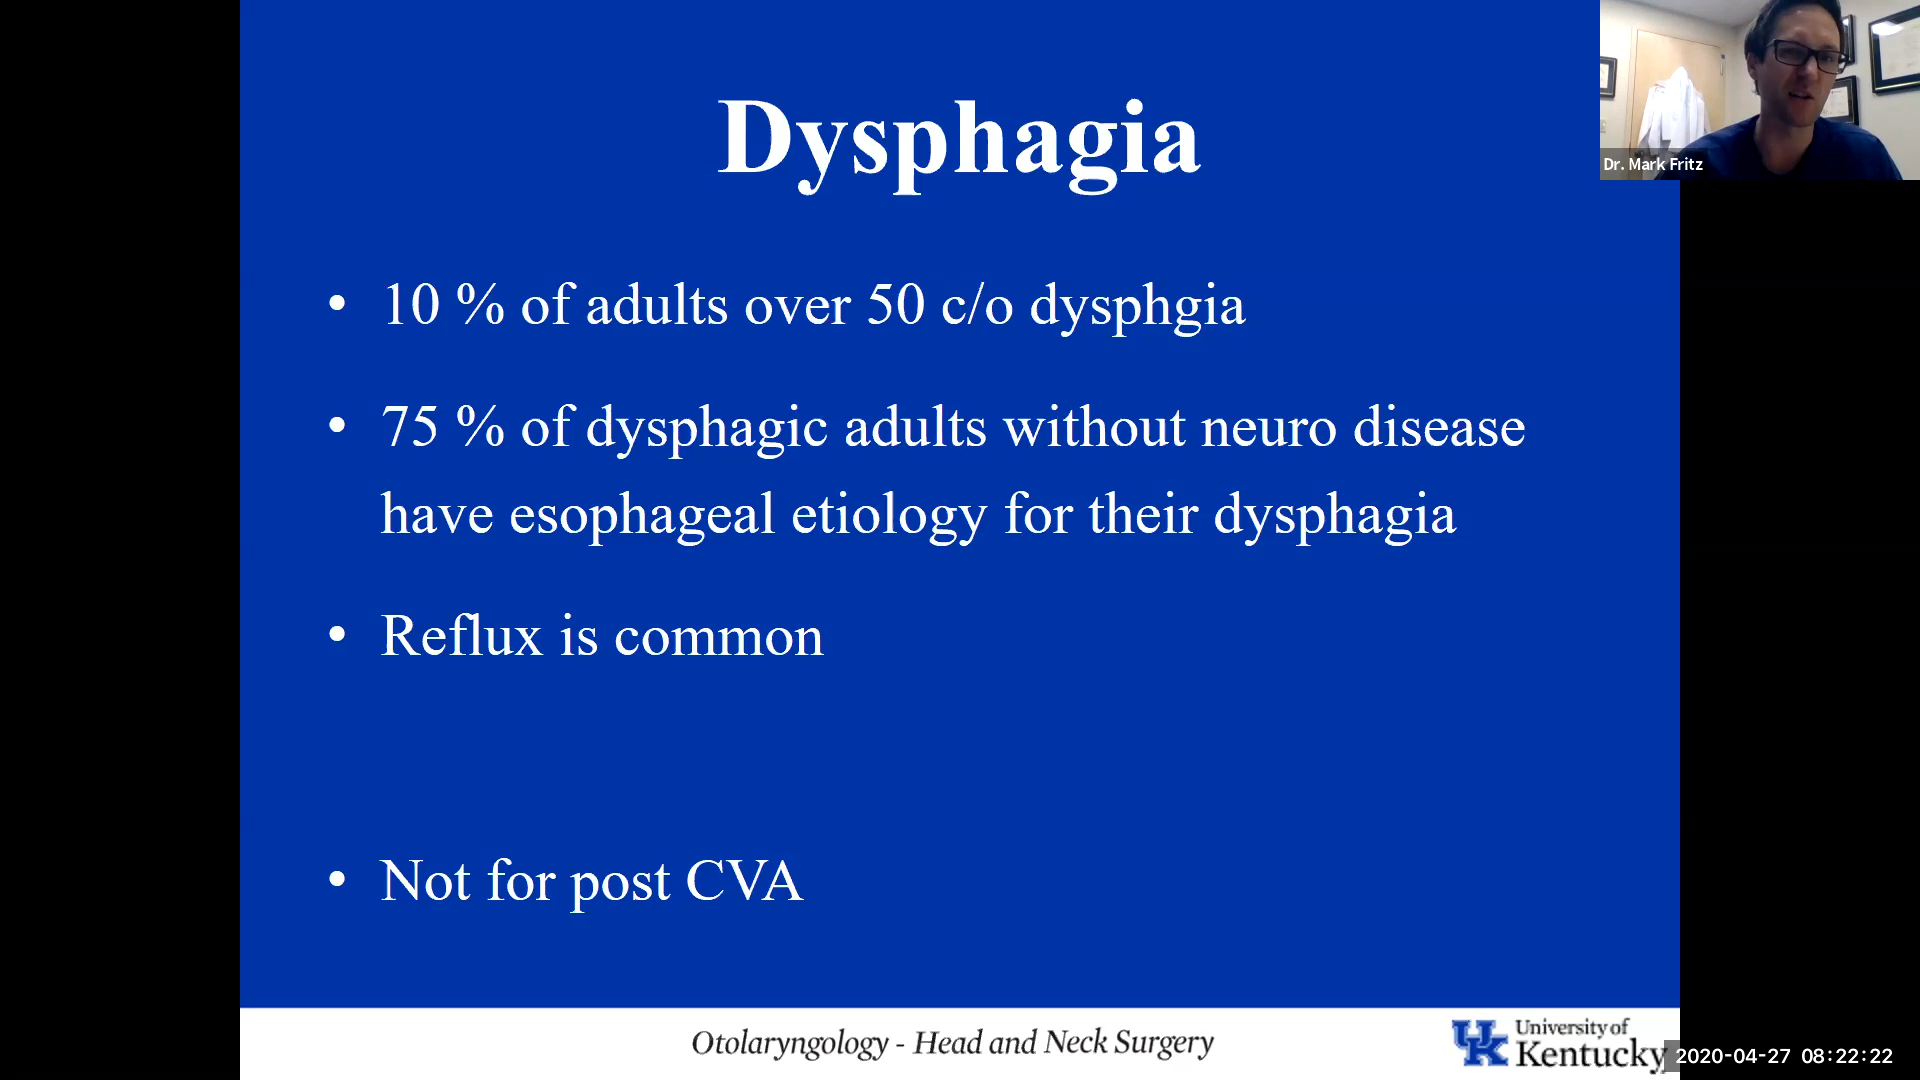 Dysphagia
Dr. Mark Fritz
• 10 % of adults over 50 c/o dysphgia
• 75 % of dysphagic adults without neuro disease
have esophageal etiology for their dysphagia
• Reflux is common
• Not for post CVA
Otolaryngology - Head and Neck Surgery
UK University of
Kentucky
2020-04-27 08:22:22